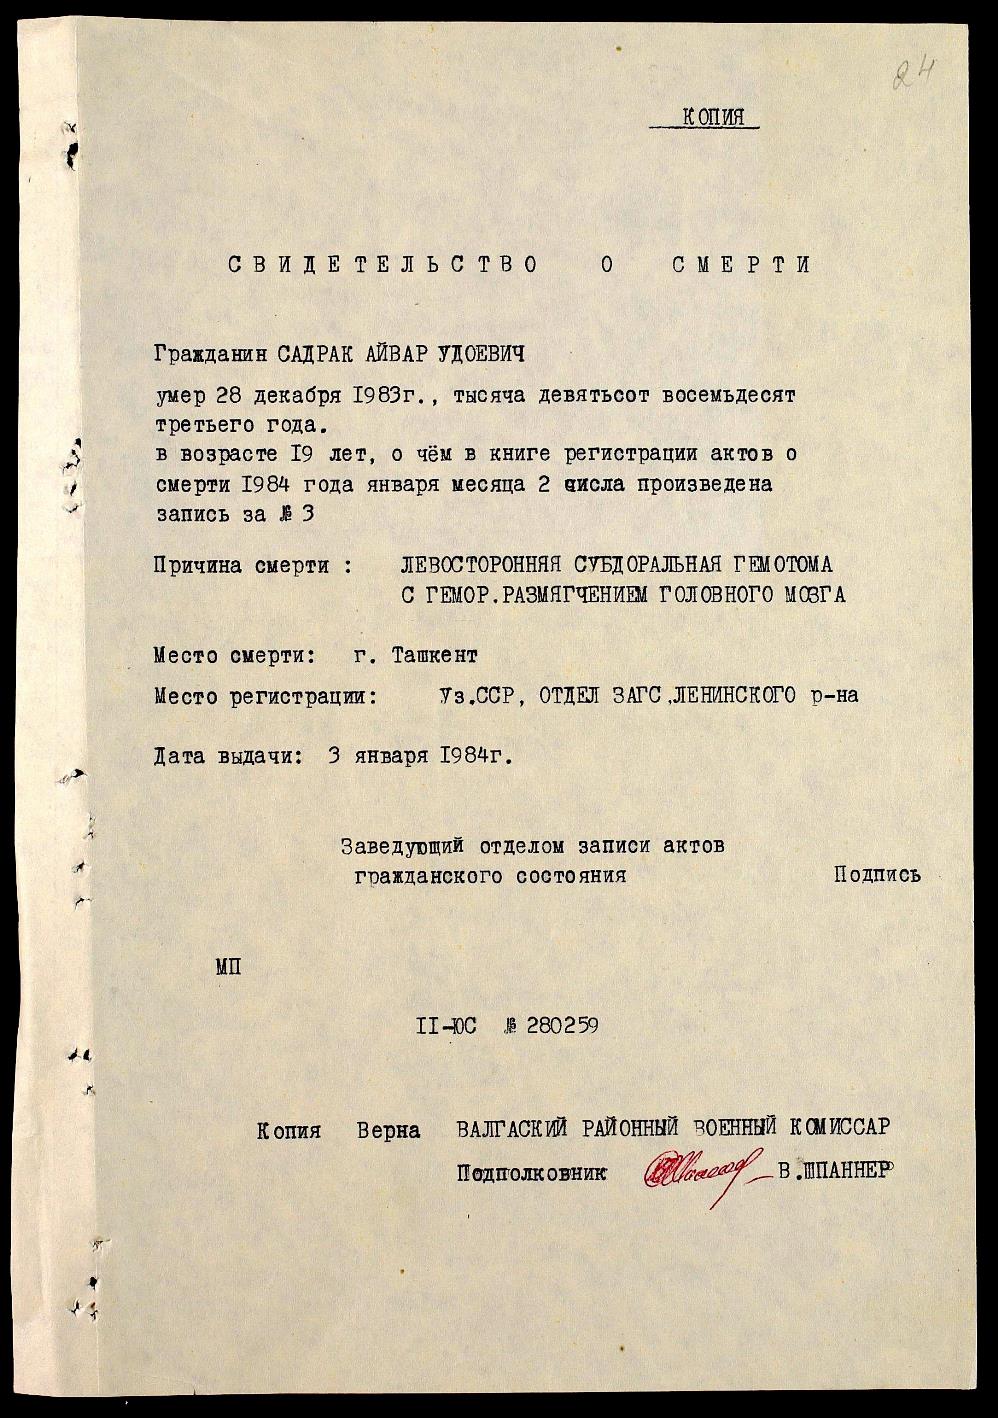 24
КОПИЯ
СВИДЕТЕЛЬСТВО О СМЕРТИ
Гражданин САДРАК АЙВАР УДОЕВИЧ
умер 28 декабря 1983г., тысяча девятьсот восемьдесят
третьего года.
в возрасте 19 лет, о чём в книге регистрации актов о
смерти 1984 года января месяца 2 числа произведена
запись за № 3
Причина смерти : ЛЕВОСТОРОННЯЯ СУБДОРАЛЬНАЯ ГЕМОТОМА
С ГЕМОР.РАЗМЯГЧЕНИЕМ ГОЛОВНОГО МОЗГА
Место смерти: г. Ташкент
Место регистрации: Уз.ССР, ОТДЕЛ ЗАГС,ЛЕНИНСКОГО р-на
Дата выдачи: 3 января 1984г.
Заведующий отделом записи актов
гражданского состояния Подпись
МП
II-ЮС № 280259
Копия Верна ВАЛГАСКИЙ РАЙОННЫЙ ВОЕННЫЙ КОМИССАР
Подполковник В.ШПАННЕР